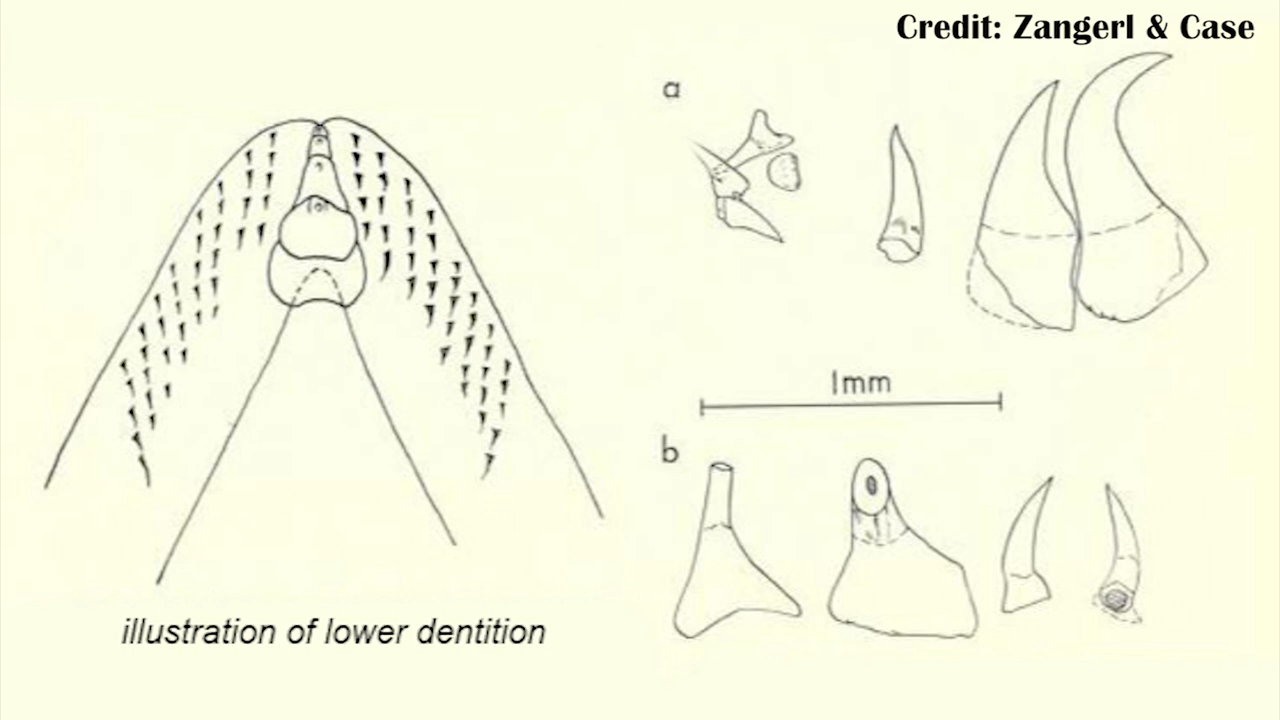 Credit: Zangerl & Case
a
1mm
b
illustration of lower dentition